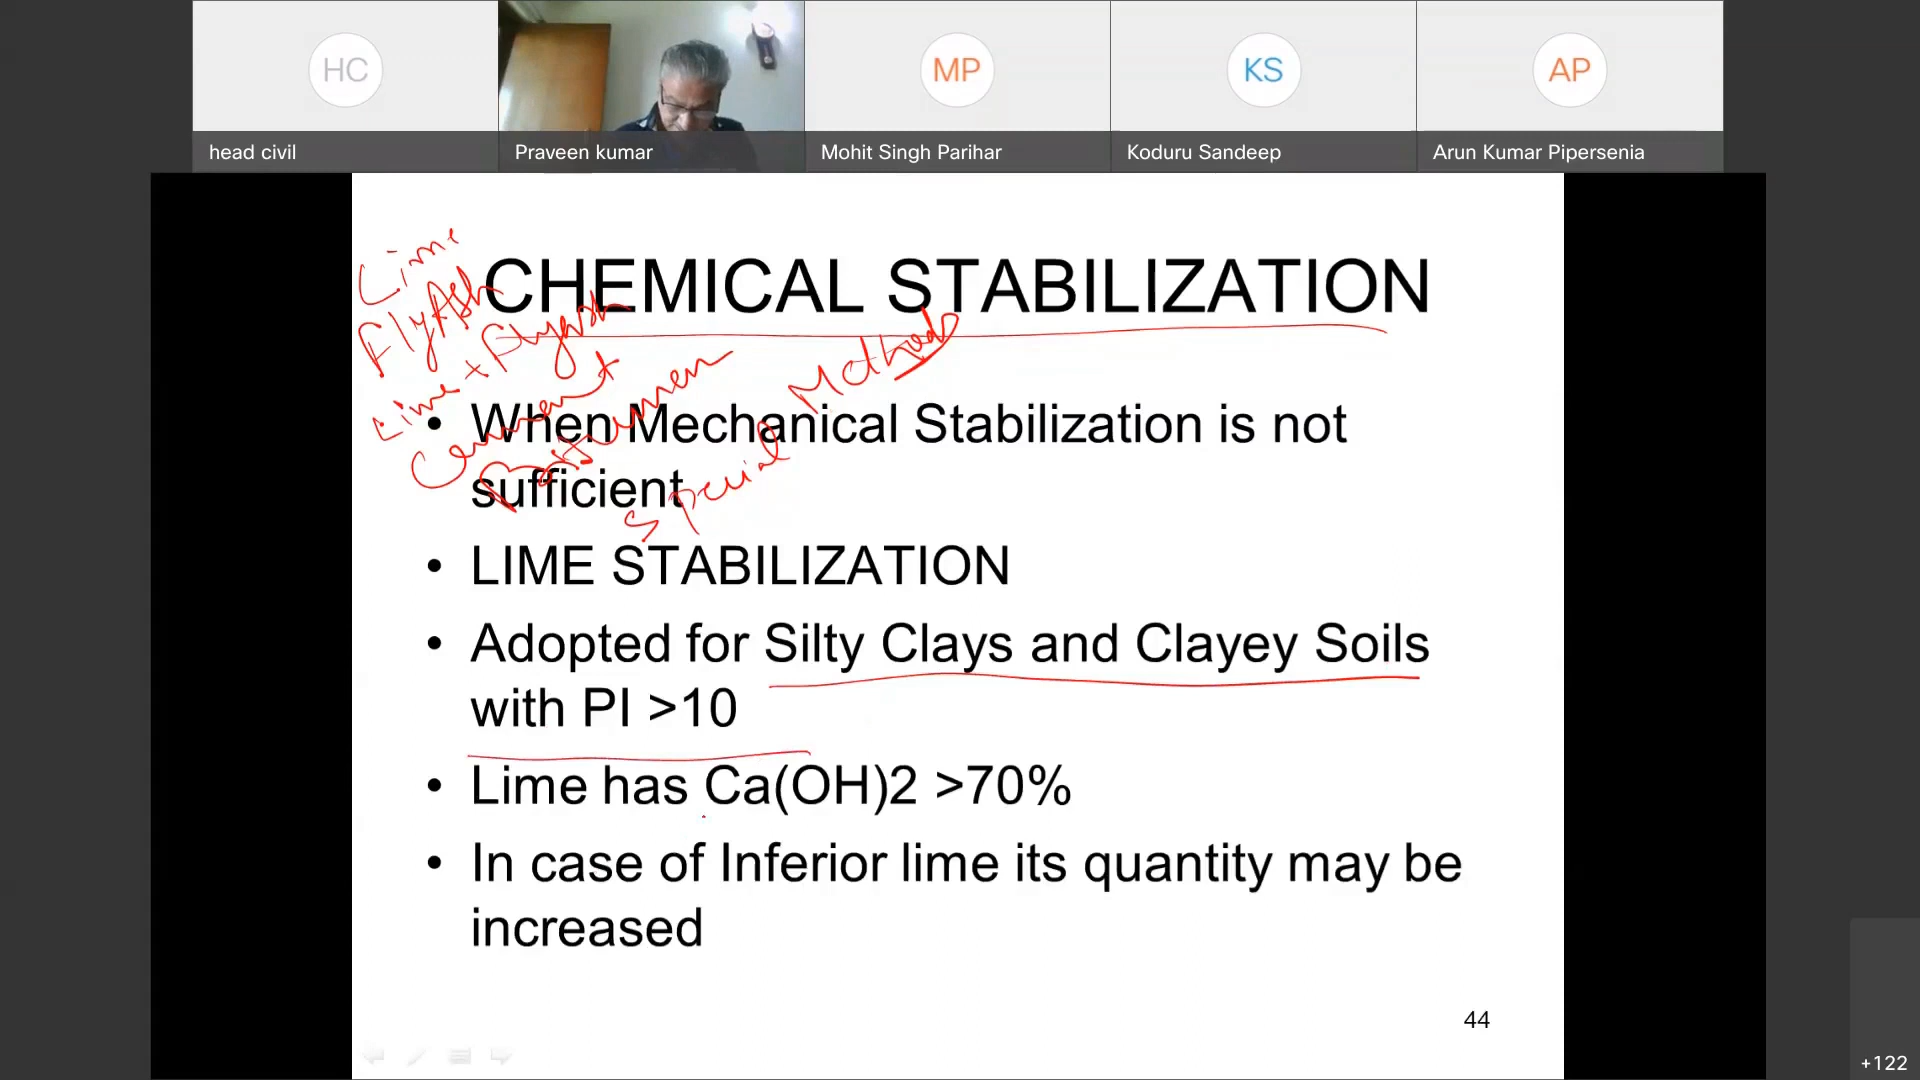 HC
MP
KS
AP
head civil
Praveen kumar
Mohit Singh Parihar
Koduru Sandeep
Arun Kumar Pipersenia
CHEMICAL STABILIZATION
Lime
FlyAsh
Lime + Flyash
Cement
Bitumen
Special Methods
• When Mechanical Stabilization is not
sufficient
• LIME STABILIZATION
• Adopted for Silty Clays and Clayey Soils
with PI >10
• Lime has Ca(OH)2 >70%
• In case of Inferior lime its quantity may be
increased
44
+122